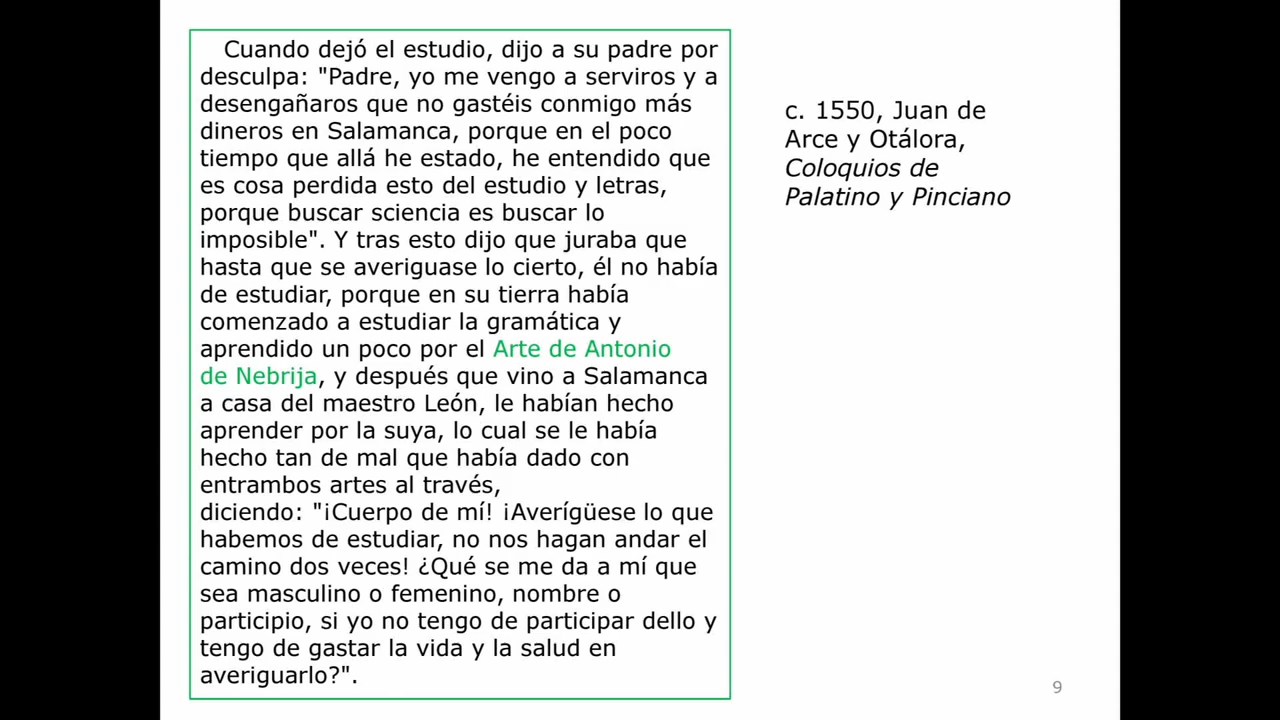 Cuando dejó el estudio, dijo a su padre por
desculpa: "Padre, yo me vengo a serviros y a
desengañaros que no gastéis conmigo más
dineros en Salamanca, porque en el poco
tiempo que allá he estado, he entendido que
es cosa perdida esto del estudio y letras,
porque buscar sciencia es buscar lo
imposible". Y tras esto dijo que juraba que
hasta que se averiguase lo cierto, él no había
de estudiar, porque en su tierra había
comenzado a estudiar la gramática y
aprendido un poco por el Arte de Antonio
de Nebrija, y después que vino a Salamanca
a casa del maestro León, le habían hecho
aprender por la suya, lo cual se le había
hecho tan de mal que había dado con
entrambos artes al través,
diciendo: "¡Cuerpo de mí! ¡Averígüese lo que
habemos de estudiar, no nos hagan andar el
camino dos veces! ¿Qué se me da a mí que
sea masculino o femenino, nombre o
participio, si yo no tengo de participar dello y
tengo de gastar la vida y la salud en
averiguarlo?".
c. 1550, Juan de
Arce y Otálora,
Coloquios de
Palatino y Pinciano
9